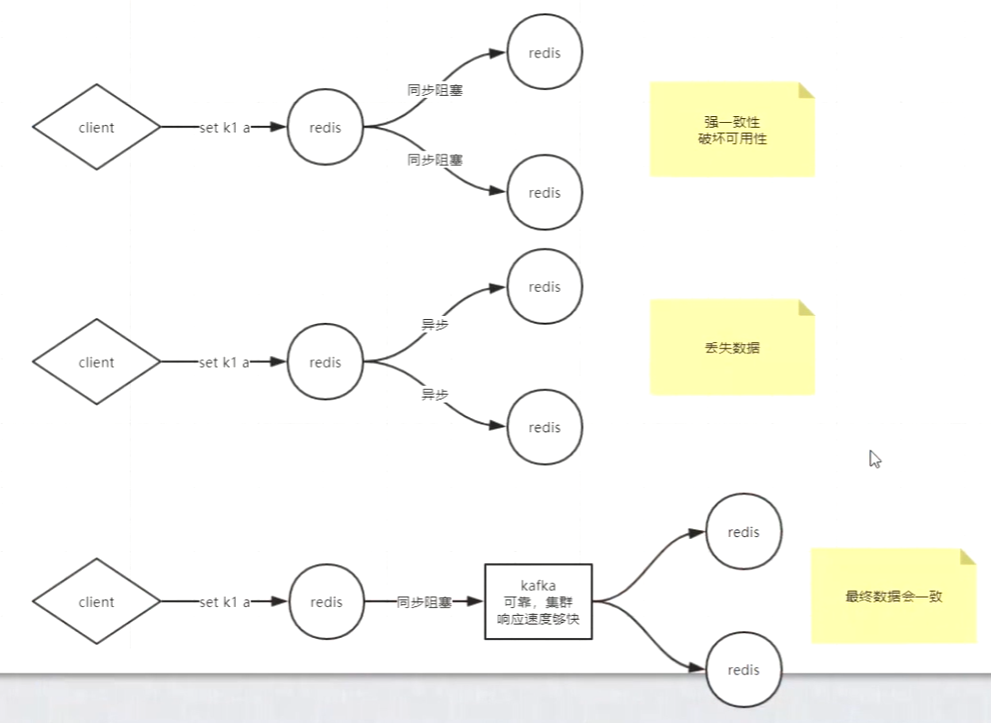 redis
同步阻塞
client
set k1 a
redis
同步阻塞
redis
强一致性
破坏可用性
redis
异步
client
set k1 a
redis
异步
redis
丢失数据
redis
client
set k1 a
redis
同步阻塞
kafka
可靠，集群
响应速度够快
redis
最终数据会一致